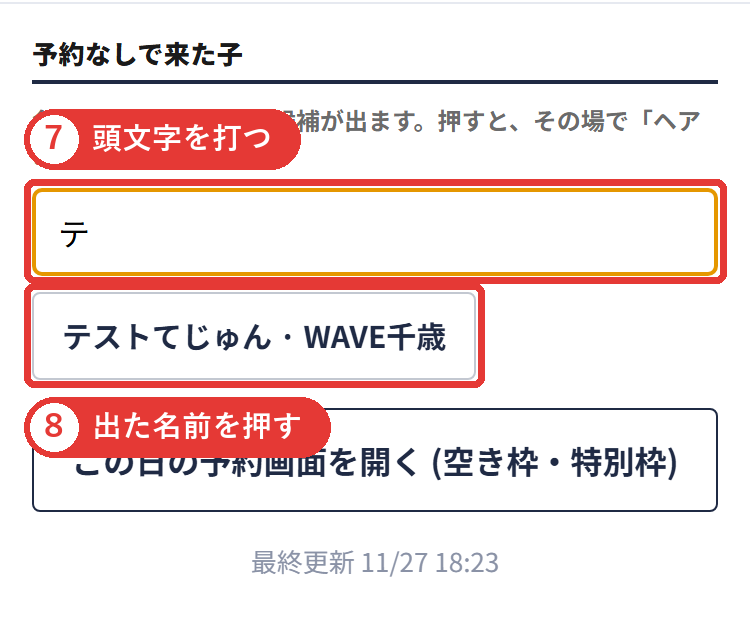 予約なしで来た子
補が出ます。押すと、その場で「ヘア
7 頭文字を打つ
テ
テストてじゅん・WAVE千歳
8 出た名前を押す
この日の予約画面を開く (空き枠・特別枠)
最終更新 11/27 18:23